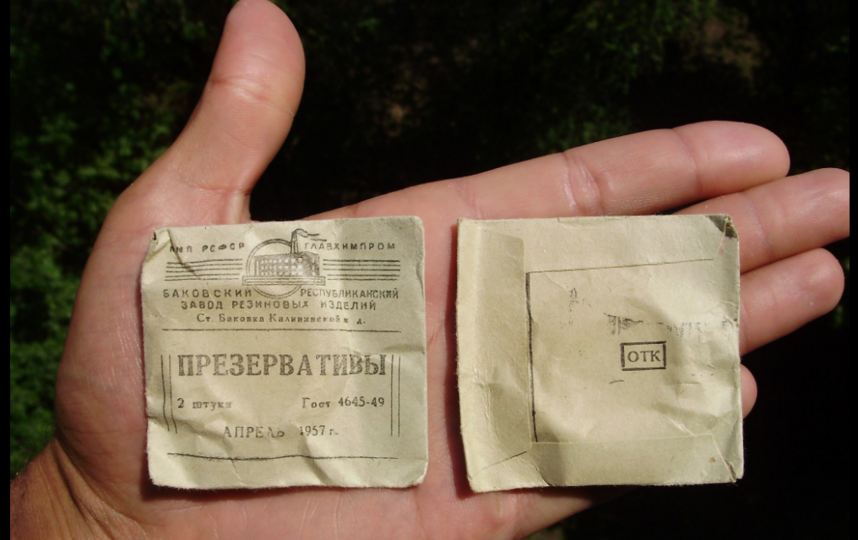 РСФСР ГЛАВХИМПРОМ
БАКОВСКИЙ РЕСПУБЛИКАНСКИЙ
ЗАВОД РЕЗИНОВЫХ ИЗДЕЛИЙ
Ст. Баковка Калининской ж. д.
ПРЕЗЕРВАТИВЫ
2 штуки Гост 4645-49
АПРЕЛЬ 1957 г.
ОТК